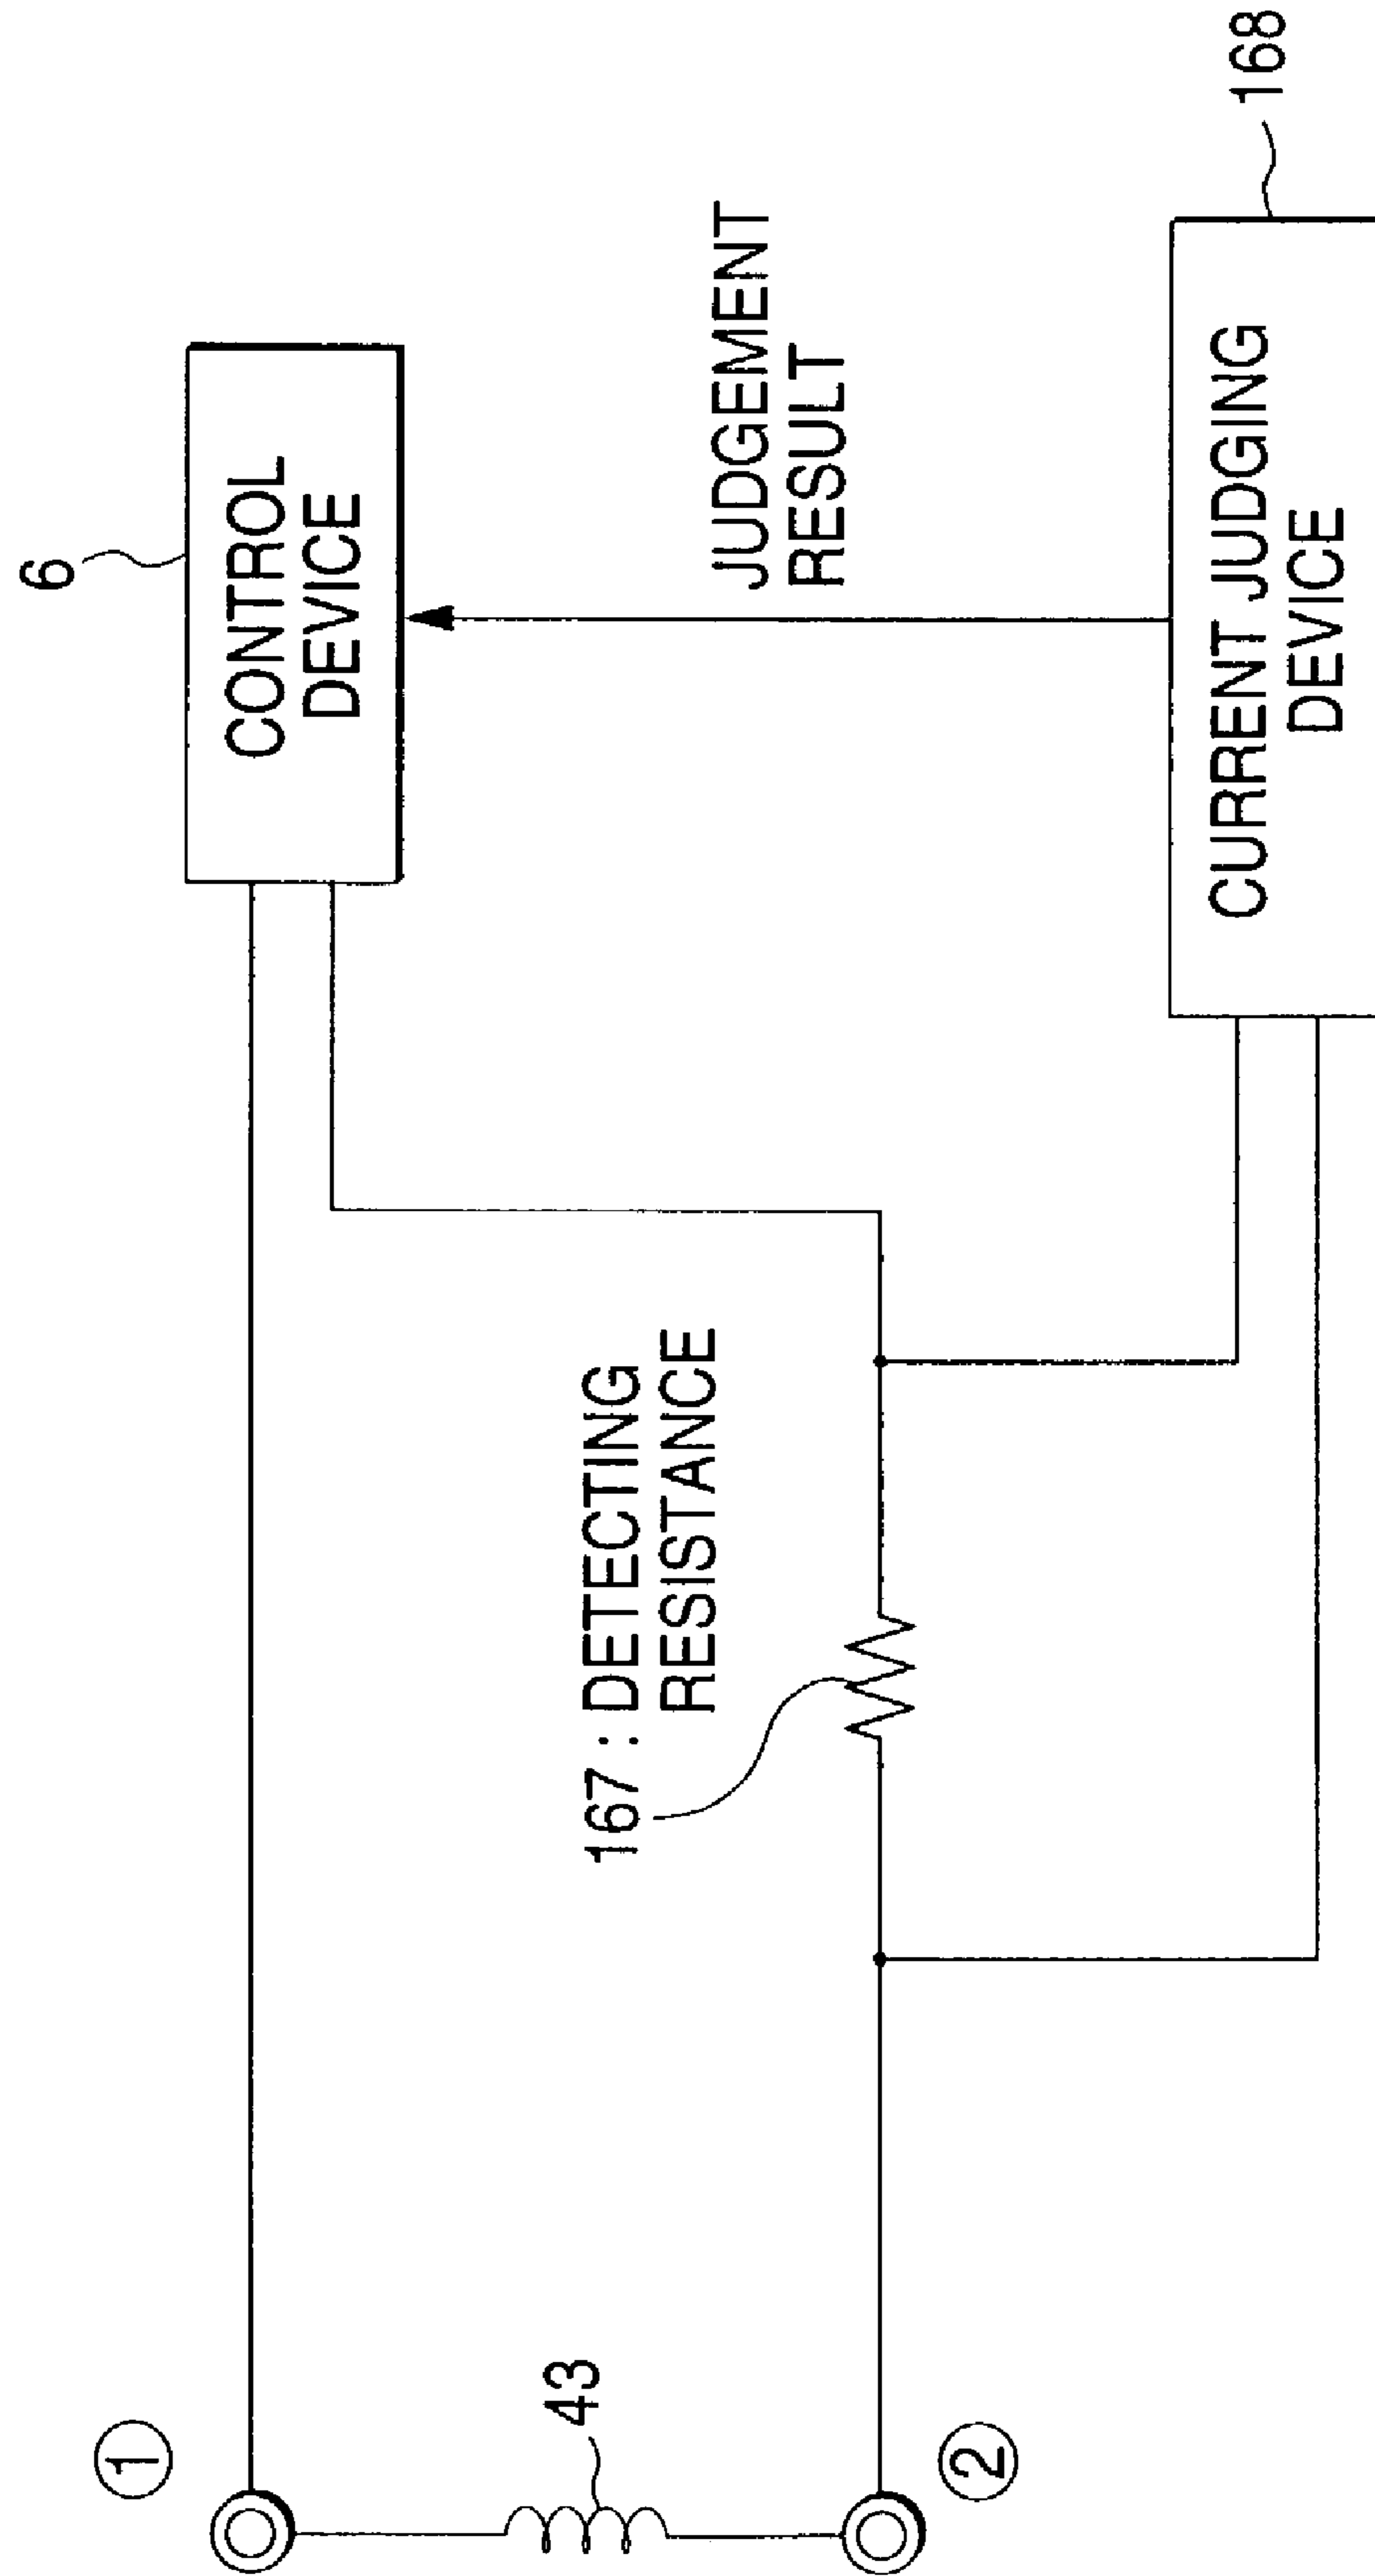 6
CONTROL
DEVICE
①
JUDGEMENT
RESULT
167 : DETECTING
RESISTANCE
43
②
CURRENT JUDGING
DEVICE
168